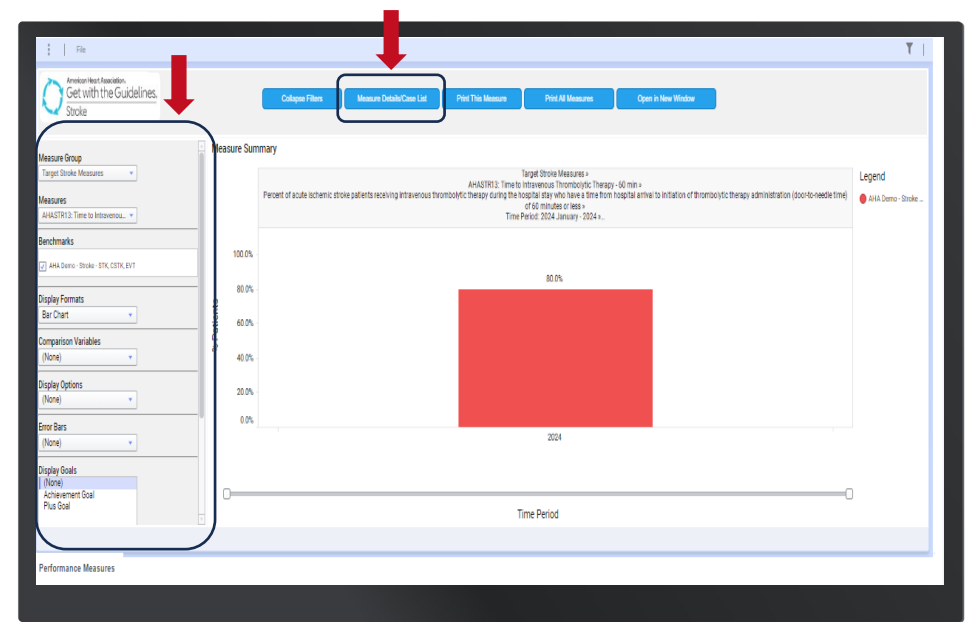 File
American Heart Association.
Get with the Guidelines.
Stroke
Collapse Filters
Measure Details/Case List
Print This Measure
Print All Measures
Open in New Window
Measure Group
Target Stroke Measures
Measures
AHASTR13: Time to Intravenou...
Benchmarks
AHA Demo - Stroke - STK, CSTK, EVT
Display Formats
Bar Chart
Comparison Variables
(None)
Display Options
(None)
Error Bars
(None)
Display Goals
(None)
Achievement Goal
Plus Goal
Measure Summary
Target Stroke Measures »
AHASTR13: Time to Intravenous Thrombolytic Therapy - 60 min »
Percent of acute ischemic stroke patients receiving intravenous thrombolytic therapy during the hospital stay who have a time from hospital arrival to initiation of thrombolytic therapy administration (door-to-needle time)
of 60 minutes or less »
Time Period: 2024 January - 2024 »..
Legend
AHA Demo - Stroke ...
100.0%
80.0%
60.0%
40.0%
20.0%
0.0%
% Patients
80.0%
2024
Time Period
Performance Measures